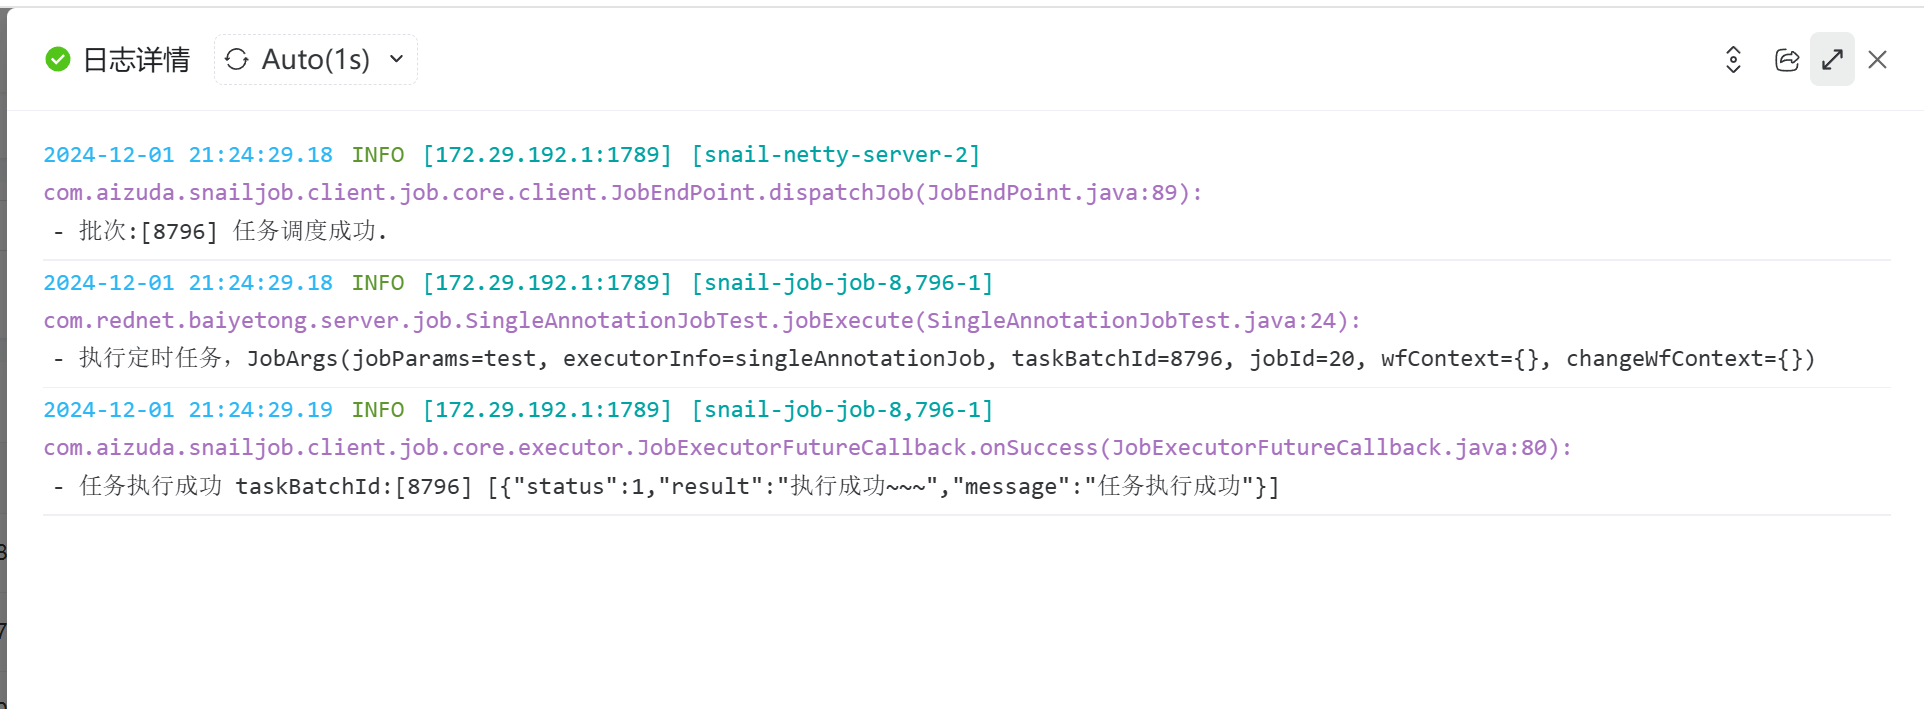 日志详情 Auto(1s)
2024-12-01 21:24:29.18 INFO [172.29.192.1:1789] [snail-netty-server-2]
com.aizuda.snailjob.client.job.core.client.JobEndPoint.dispatchJob(JobEndPoint.java:89):
- 批次:[8796] 任务调度成功.
2024-12-01 21:24:29.18 INFO [172.29.192.1:1789] [snail-job-job-8,796-1]
com.rednet.baiyetong.server.job.SingleAnnotationJobTest.jobExecute(SingleAnnotationJobTest.java:24):
- 执行定时任务，JobArgs(jobParams=test, executorInfo=singleAnnotationJob, taskBatchId=8796, jobId=20, wfContext={}, changeWfContext={})
2024-12-01 21:24:29.19 INFO [172.29.192.1:1789] [snail-job-job-8,796-1]
com.aizuda.snailjob.client.job.core.executor.JobExecutorFutureCallback.onSuccess(JobExecutorFutureCallback.java:80):
- 任务执行成功 taskBatchId:[8796] [{"status":1,"result":"执行成功~~~","message":"任务执行成功"}]